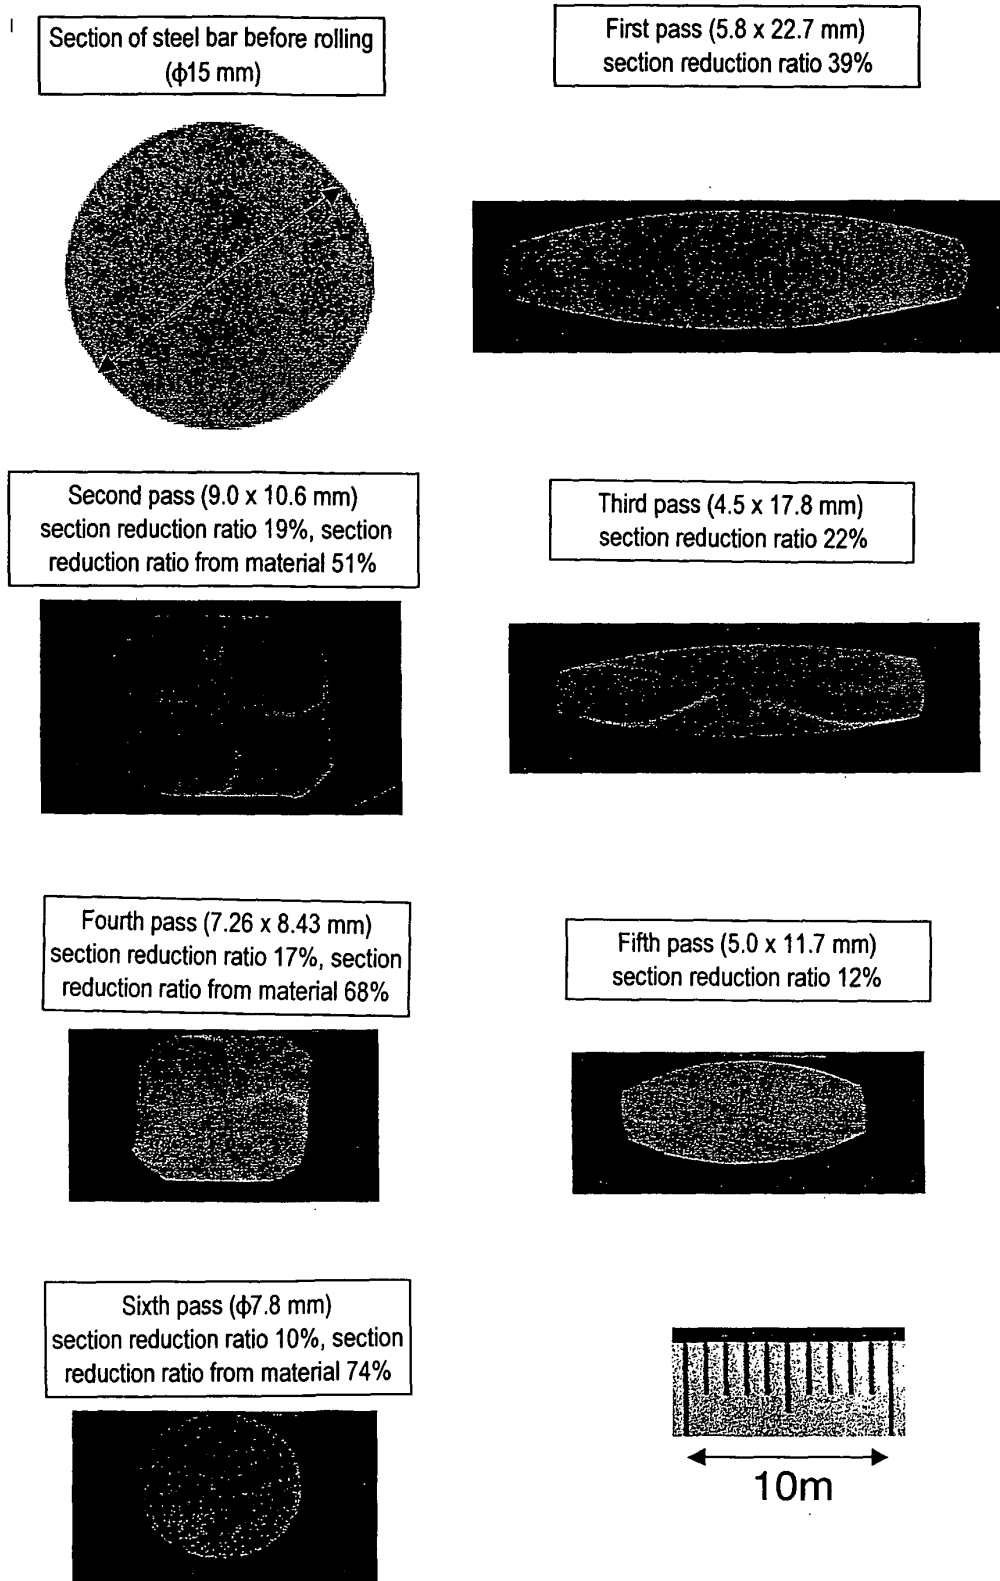 Section of steel bar before rolling
(ϕ15 mm)
First pass (5.8 x 22.7 mm)
section reduction ratio 39%
Second pass (9.0 x 10.6 mm)
section reduction ratio 19%, section
reduction ratio from material 51%
Third pass (4.5 x 17.8 mm)
section reduction ratio 22%
Fourth pass (7.26 x 8.43 mm)
section reduction ratio 17%, section
reduction ratio from material 68%
Fifth pass (5.0 x 11.7 mm)
section reduction ratio 12%
Sixth pass (ϕ7.8 mm)
section reduction ratio 10%, section
reduction ratio from material 74%
10m